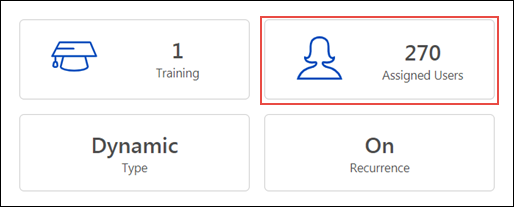 1
Training
270
Assigned Users
Dynamic
Type
On
Recurrence